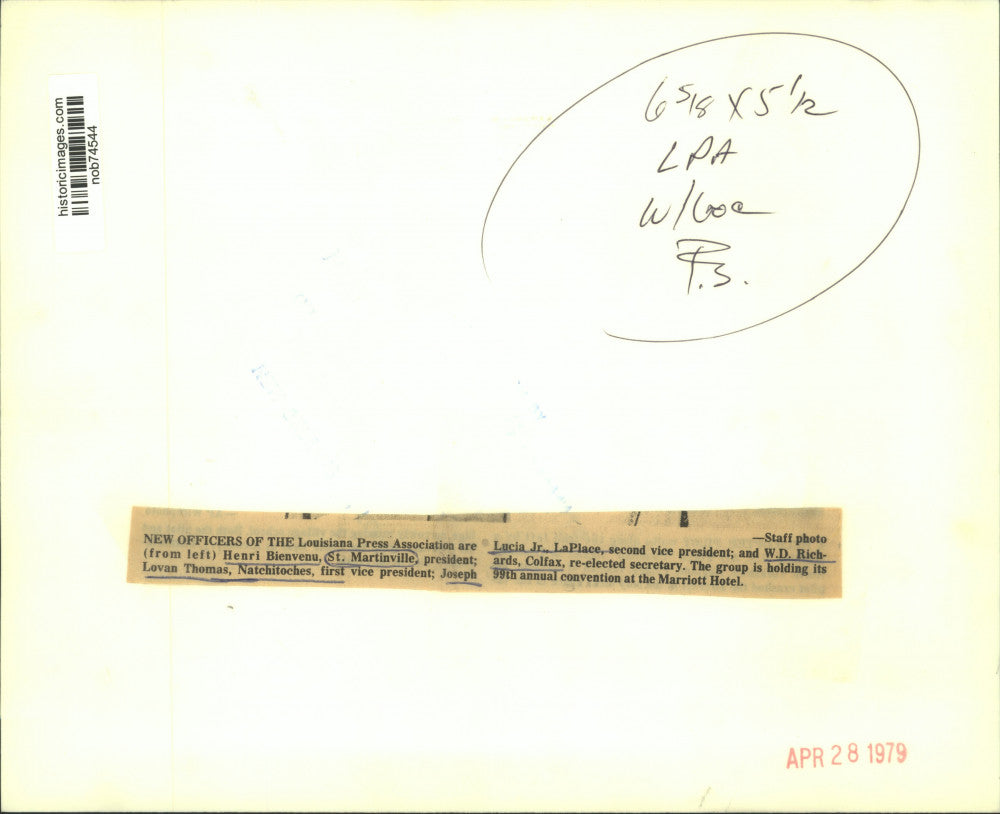 historicimages.com
nob74544
6 5/8 X 5 1/2
LPA
W/
NEW OFFICERS OF THE Louisiana Press Association are
(from left) Henri Bienvenu, St. Martinville, president;
Lovan Thomas, Natchitoches, first vice president; Joseph
—Staff photo
Lucia Jr., LaPlace, second vice president; and W.D. Rich-
ards, Colfax, re-elected secretary. The group is holding its
99th annual convention at the Marriott Hotel.
APR 28 1979